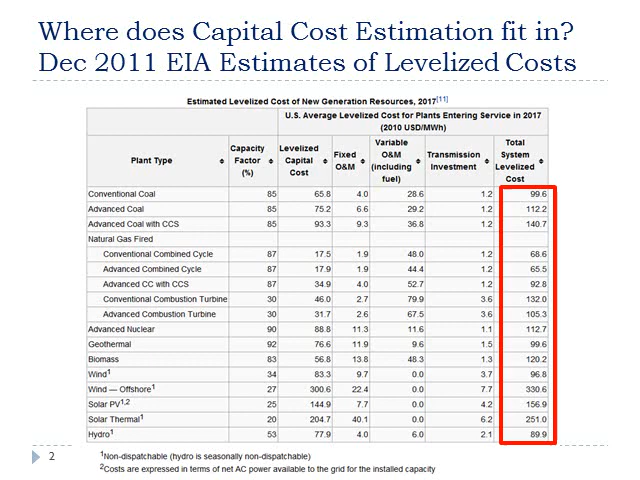 Where does Capital Cost Estimation fit in?
Dec 2011 EIA Estimates of Levelized Costs
Estimated Levelized Cost of New Generation Resources, 2017[11]
U.S. Average Levelized Cost for Plants Entering Service in 2017
(2010 USD/MWh)
Plant Type Capacity Factor (%) Levelized Capital Cost Fixed O&M Variable O&M (including fuel) Transmission Investment Total System Levelized Cost
Conventional Coal 85 65.8 4.0 28.6 1.2 99.6
Advanced Coal 85 75.2 6.6 29.2 1.2 112.2
Advanced Coal with CCS 85 93.3 9.3 36.8 1.2 140.7
Natural Gas Fired
Conventional Combined Cycle 87 17.5 1.9 48.0 1.2 68.6
Advanced Combined Cycle 87 17.9 1.9 44.4 1.2 65.5
Advanced CC with CCS 87 34.9 4.0 52.7 1.2 92.8
Conventional Combustion Turbine 30 46.0 2.7 79.9 3.6 132.0
Advanced Combustion Turbine 30 31.7 2.6 67.5 3.6 105.3
Advanced Nuclear 90 88.8 11.3 11.6 1.1 112.7
Geothermal 92 76.6 11.9 9.6 1.5 99.6
Biomass 83 56.8 13.8 48.3 1.3 120.2
Wind1 34 83.3 9.7 0.0 3.7 96.8
Wind — Offshore1 27 300.6 22.4 0.0 7.7 330.6
Solar PV1,2 25 144.9 7.7 0.0 4.2 156.9
Solar Thermal1 20 204.7 40.1 0.0 6.2 251.0
Hydro1 53 77.9 4.0 6.0 2.1 89.9
2
1Non-dispatchable (hydro is seasonally non-dispatchable)
2Costs are expressed in terms of net AC power available to the grid for the installed capacity